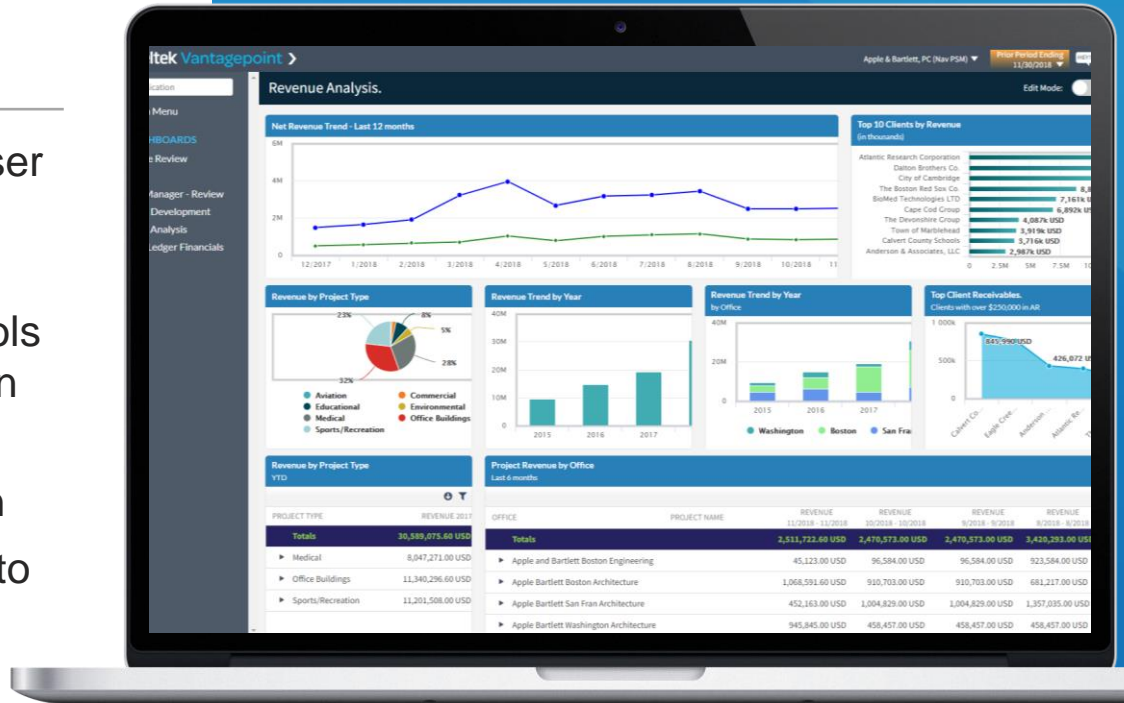 ser
ols
n
n
to
ltek Vantagepoint >
Apple & Bartlett, PC (Nav PSM)
Prior Period Ending
11/30/2018
Revenue Analysis.
Edit Mode:
Menu
HBOARDS
e Review
Manager - Review
Development
Analysis
Ledger Financials
Net Revenue Trend - Last 12 months
6M
4M
2M
0
12/2017 1/2018 2/2018 3/2018 4/2018 5/2018 6/2018 7/2018 8/2018 9/2018 10/2018 11
Top 10 Clients by Revenue
(in thousands)
Atlantic Research Corporation
Dalton Brothers Co.
City of Cambridge
The Boston Red Sox Co. 8,8
BioMed Technologies LTD 7,161k U
Cape Cod Group 6,892k US
The Devonshire Group 4,087k USD
Town of Marblehead 3,919k USD
Calvert County Schools 3,716k USD
Anderson & Associates, LLC 2,987k USD
0 2.5M 5M 7.5M 10
Revenue by Project Type
23% 8%
5%
28%
32%
Aviation Commercial
Educational Environmental
Medical Office Buildings
Sports/Recreation
Revenue Trend by Year
40M
30M
20M
10M
0
2015 2016 2017
Revenue Trend by Year
by Office
40M
20M
0
2015 2016 2017
Washington Boston San Fra
Top Client Receivables.
Clients with over $250,000 in AR
1 000k
500k
0
845,990 USD
426,072 U
Calvert Co...
Eagle Cree...
Anderson ...
Atlantic Re...
Revenue by Project Type
YTD
PROJECT TYPE REVENUE 2017
Totals 30,589,075.60 USD
Medical 8,047,271.00 USD
Office Buildings 11,340,296.60 USD
Sports/Recreation 11,201,508.00 USD
Project Revenue by Office
Last 6 months
OFFICE PROJECT NAME REVENUE REVENUE REVENUE REVENUE
11/2018 - 11/2018 10/2018 - 10/2018 9/2018 - 9/2018 8/2018 - 8/2018
Totals 2,511,722.60 USD 2,470,573.00 USD 2,470,573.00 USD 3,420,293.00 USD
Apple and Bartlett Boston Engineering 45,123.00 USD 96,584.00 USD 96,584.00 USD 923,584.00 USD
Apple Bartlett Boston Architecture 1,068,591.60 USD 910,703.00 USD 910,703.00 USD 681,217.00 USD
Apple Bartlett San Fran Architecture 452,163.00 USD 1,004,829.00 USD 1,004,829.00 USD 1,357,035.00 USD
Apple Bartlett Washington Architecture 945,845.00 USD 458,457.00 USD 458,457.00 USD 458,457.00 USD